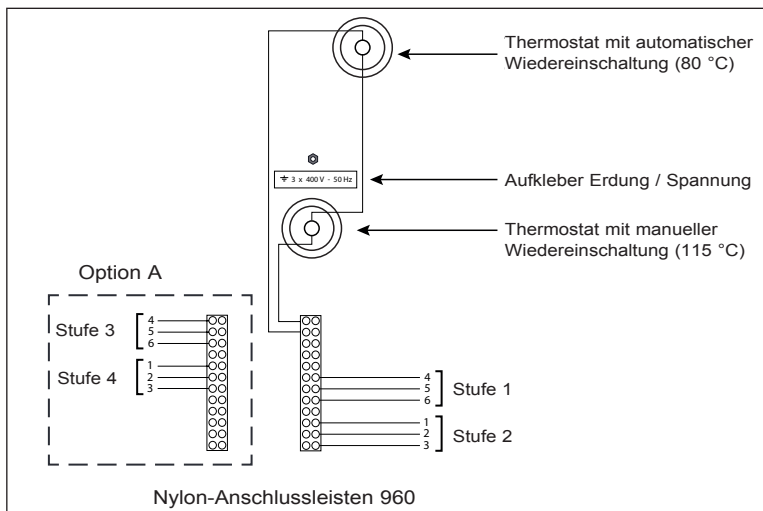 Thermostat mit automatischer
Wiedereinschaltung (80 °C)
3 x 400 V - 50 Hz
Aufkleber Erdung / Spannung
Thermostat mit manueller
Wiedereinschaltung (115 °C)
Option A
Stufe 3
4
5
6
Stufe 4
1
2
3
4
5
6
Stufe 1
1
2
3
Stufe 2
Nylon-Anschlussleisten 960